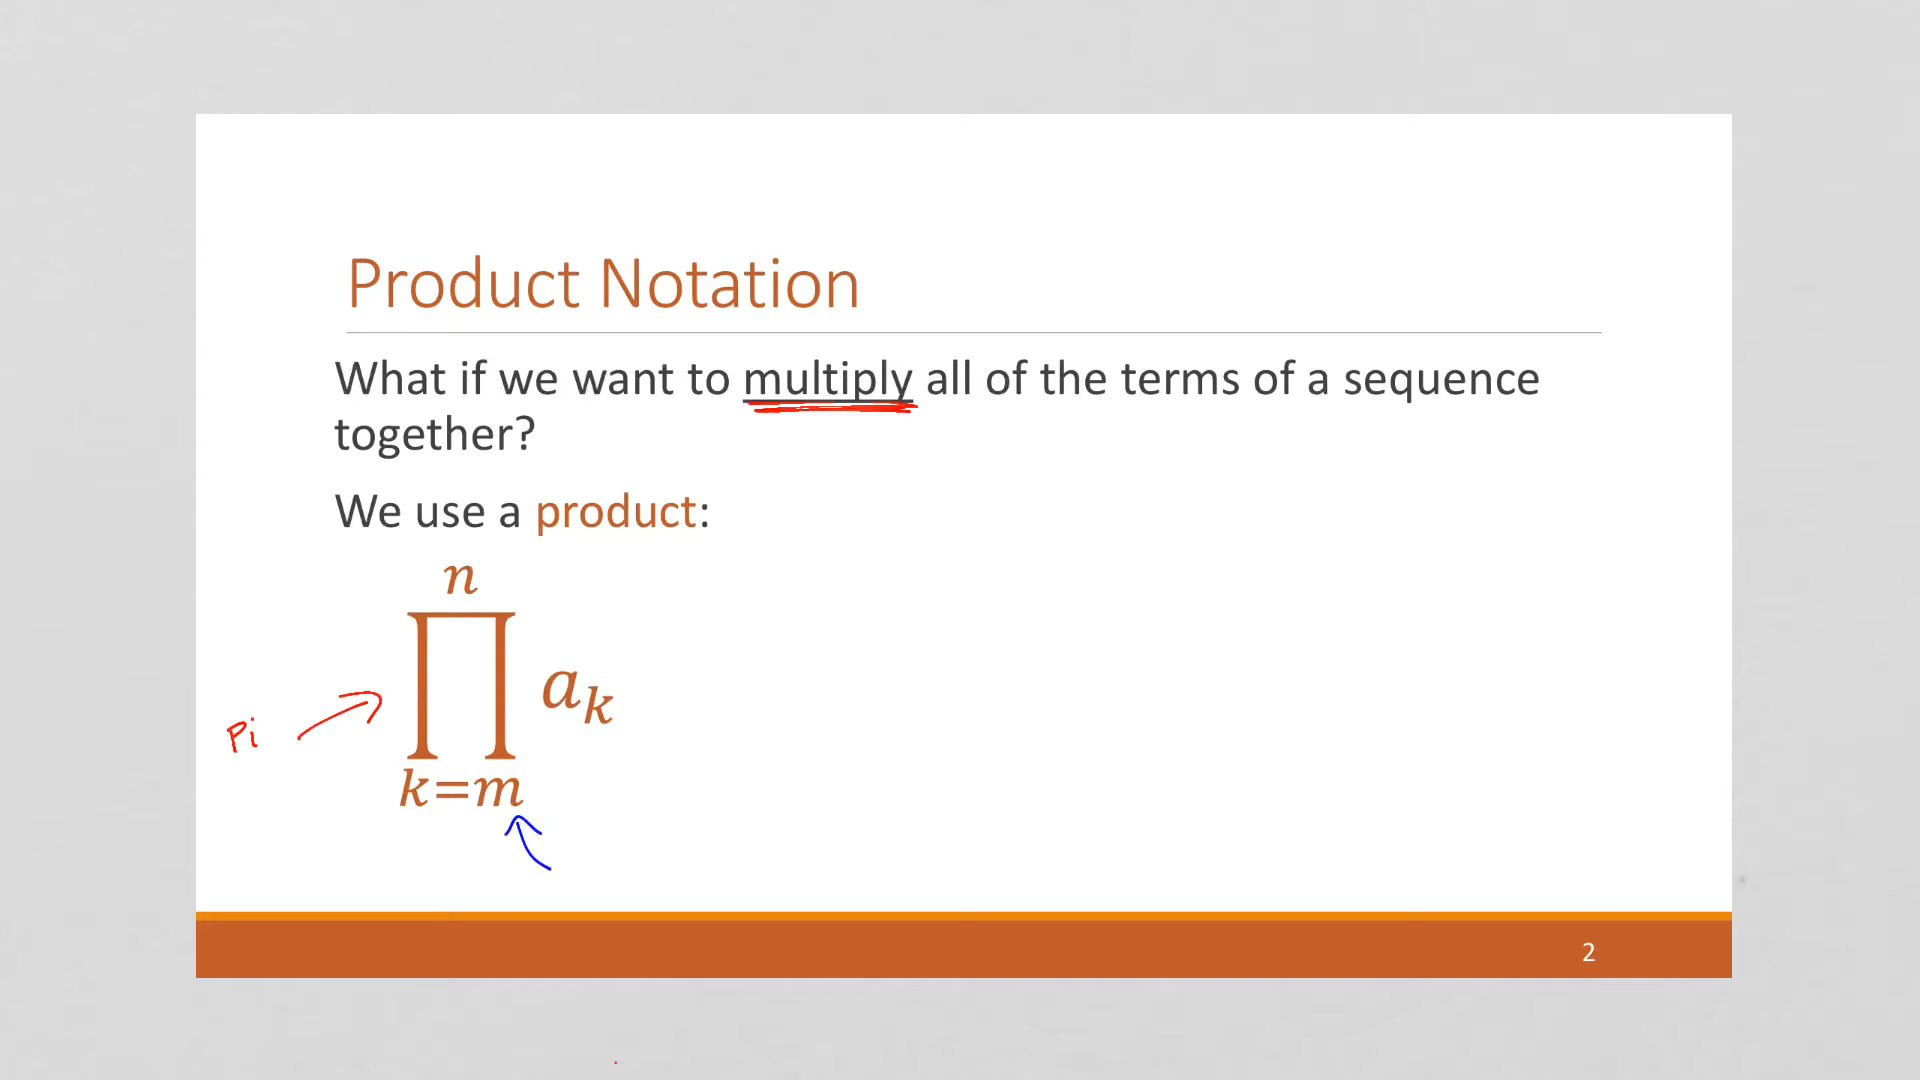 Product Notation
What if we want to multiply all of the terms of a sequence
together?
We use a product:
n
∏ a_k
Pi
k=m
2